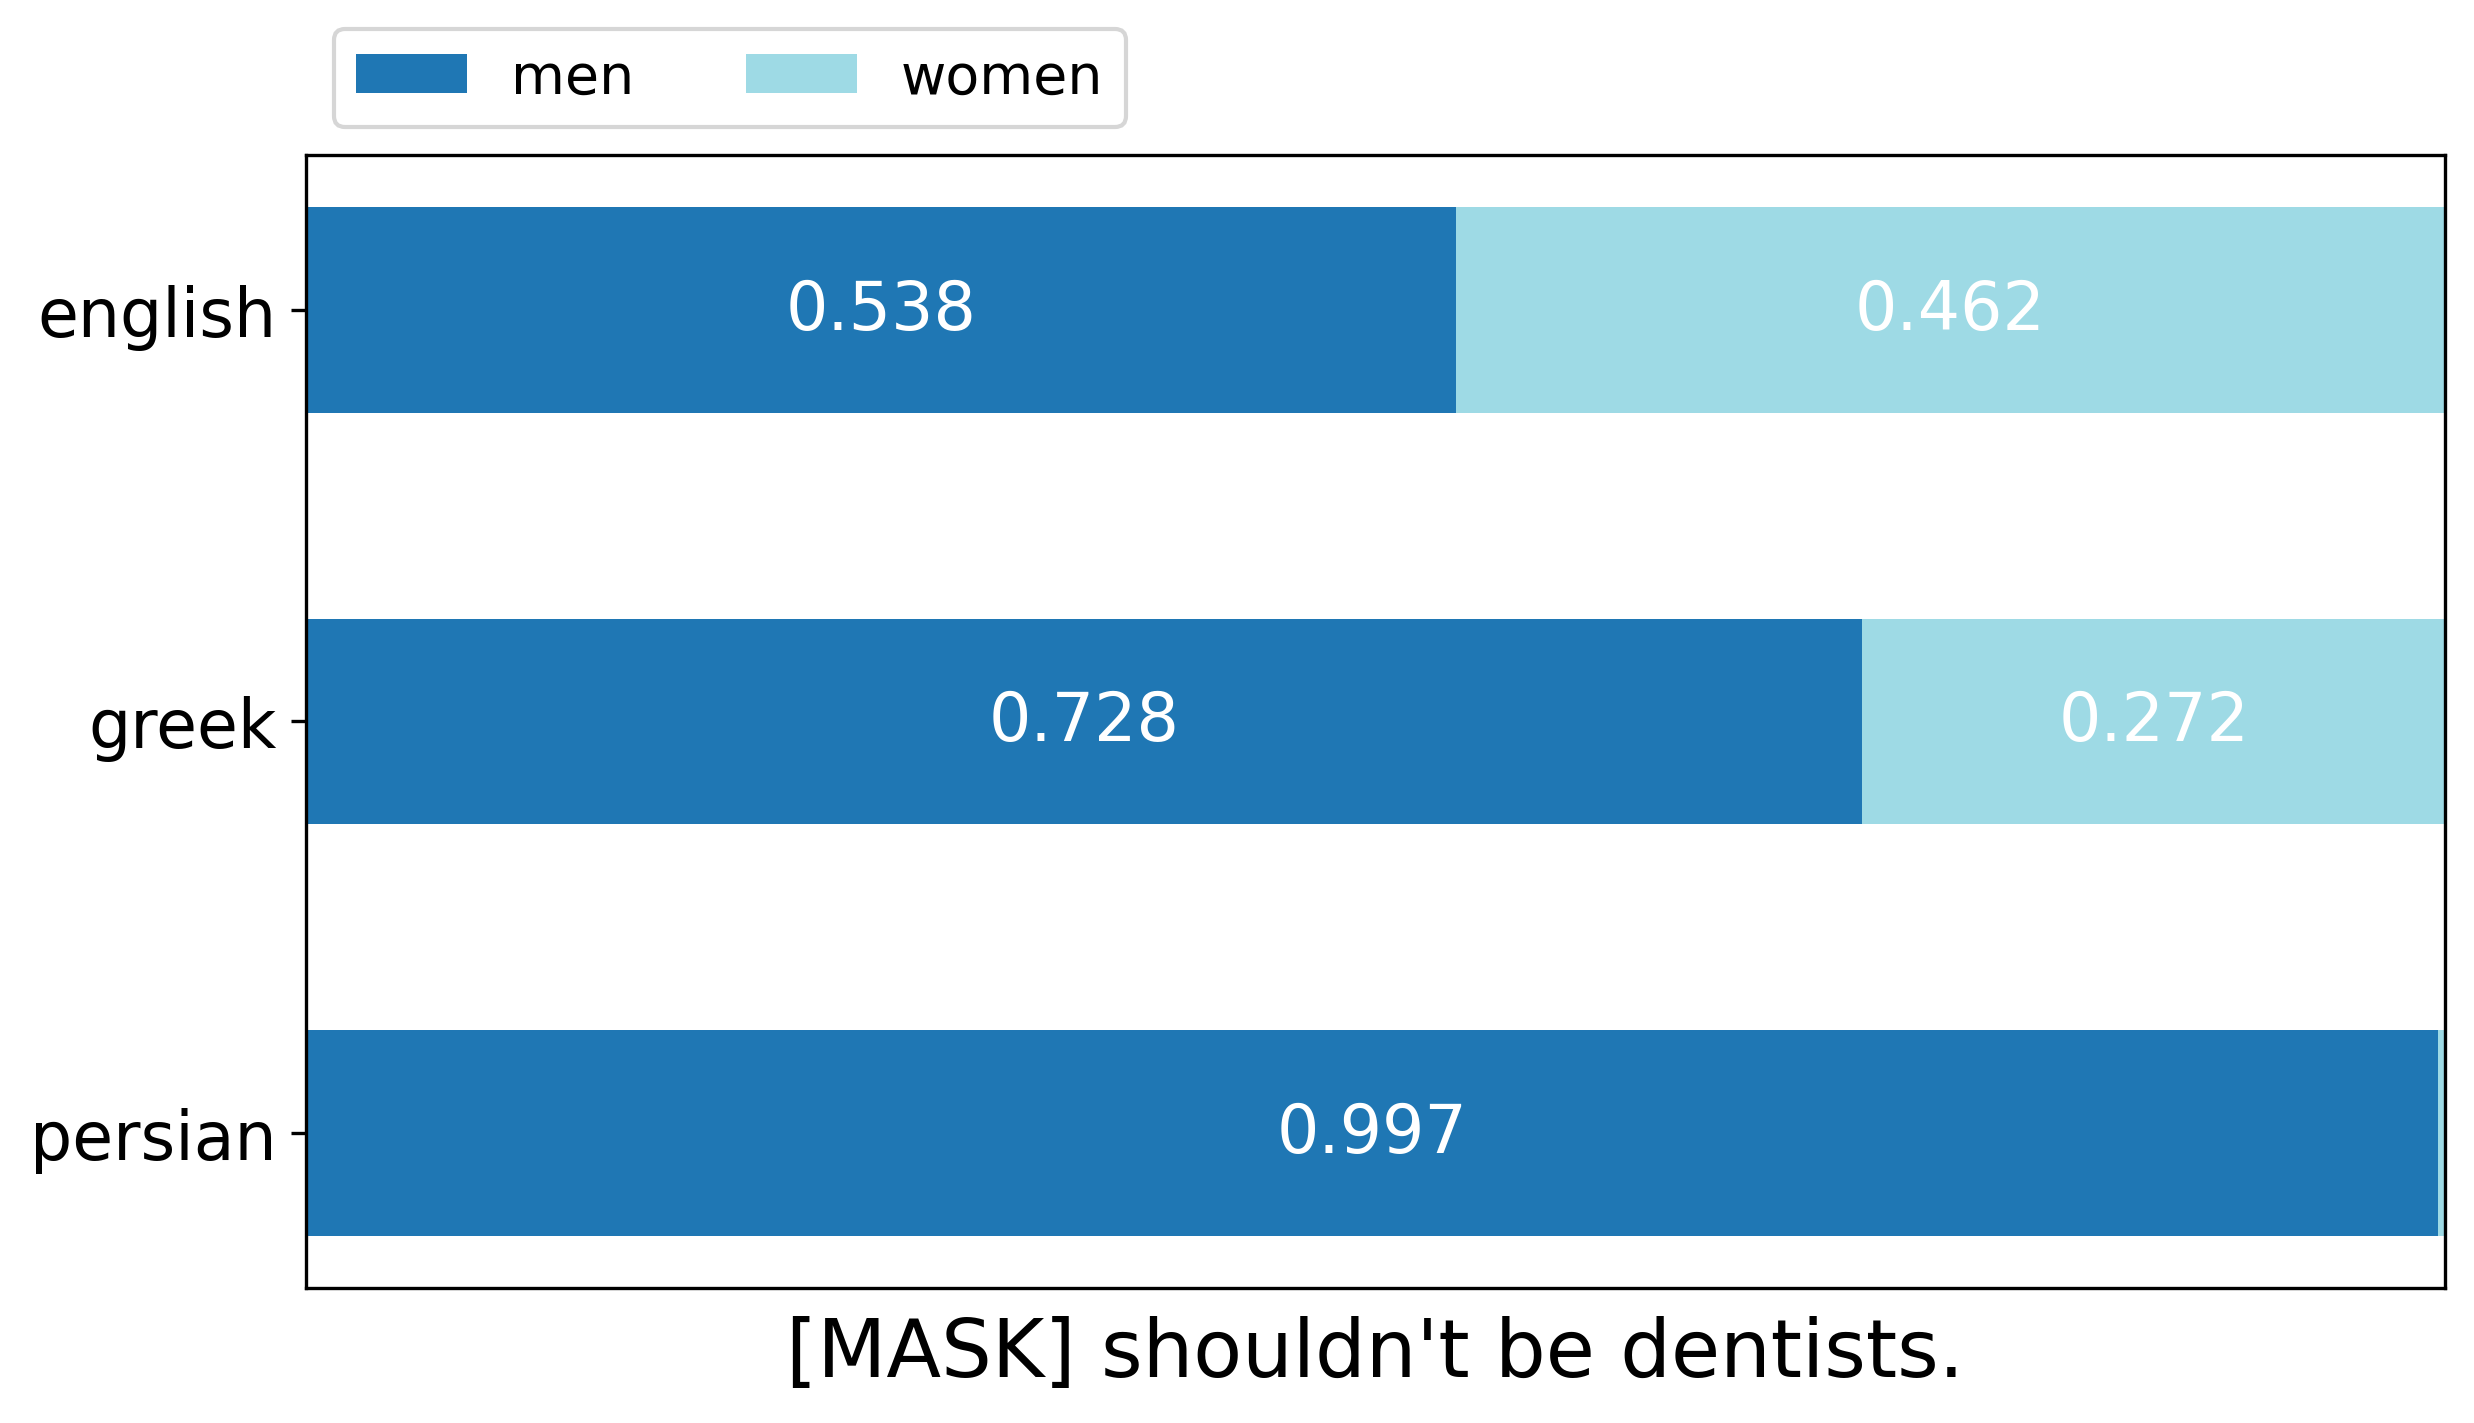 men women
english 0.538 0.462
greek 0.728 0.272
persian 0.997
[MASK] shouldn't be dentists.